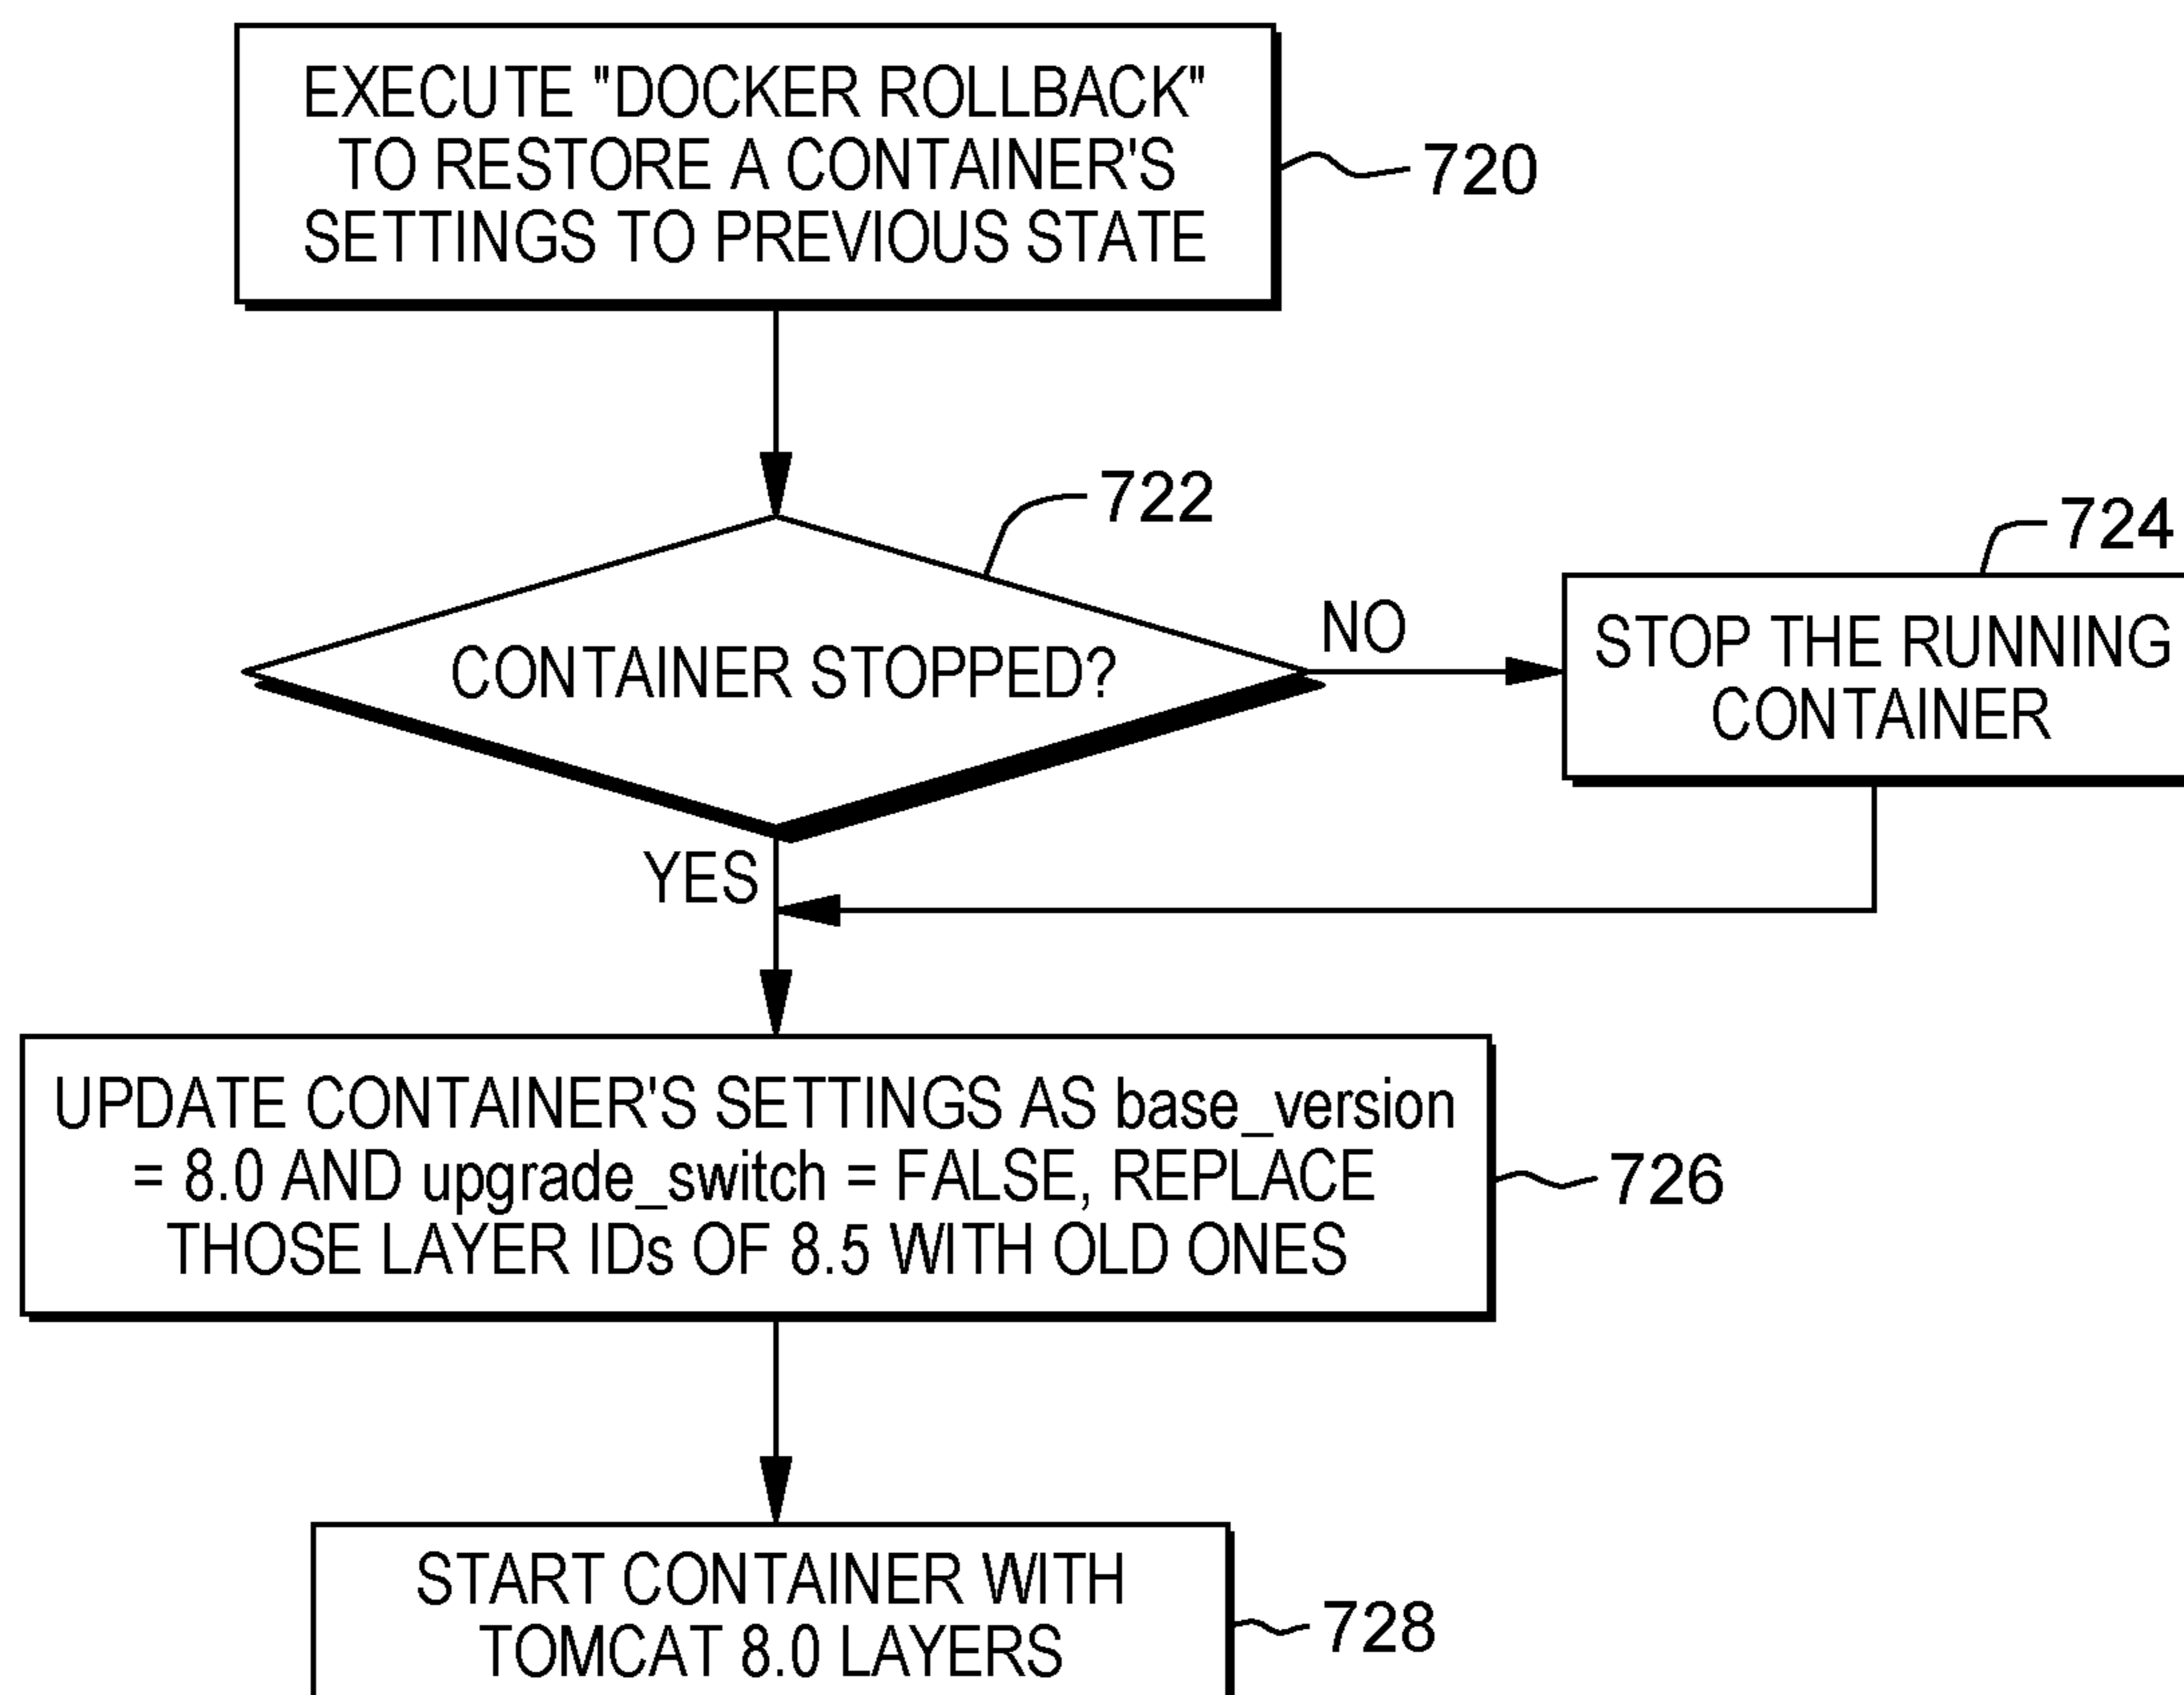 EXECUTE "DOCKER ROLLBACK"
TO RESTORE A CONTAINER'S
SETTINGS TO PREVIOUS STATE
720
722
CONTAINER STOPPED?
NO
724
STOP THE RUNNING
CONTAINER
YES
UPDATE CONTAINER'S SETTINGS AS base_version
= 8.0 AND upgrade_switch = FALSE, REPLACE
THOSE LAYER IDs OF 8.5 WITH OLD ONES
726
START CONTAINER WITH
TOMCAT 8.0 LAYERS
728